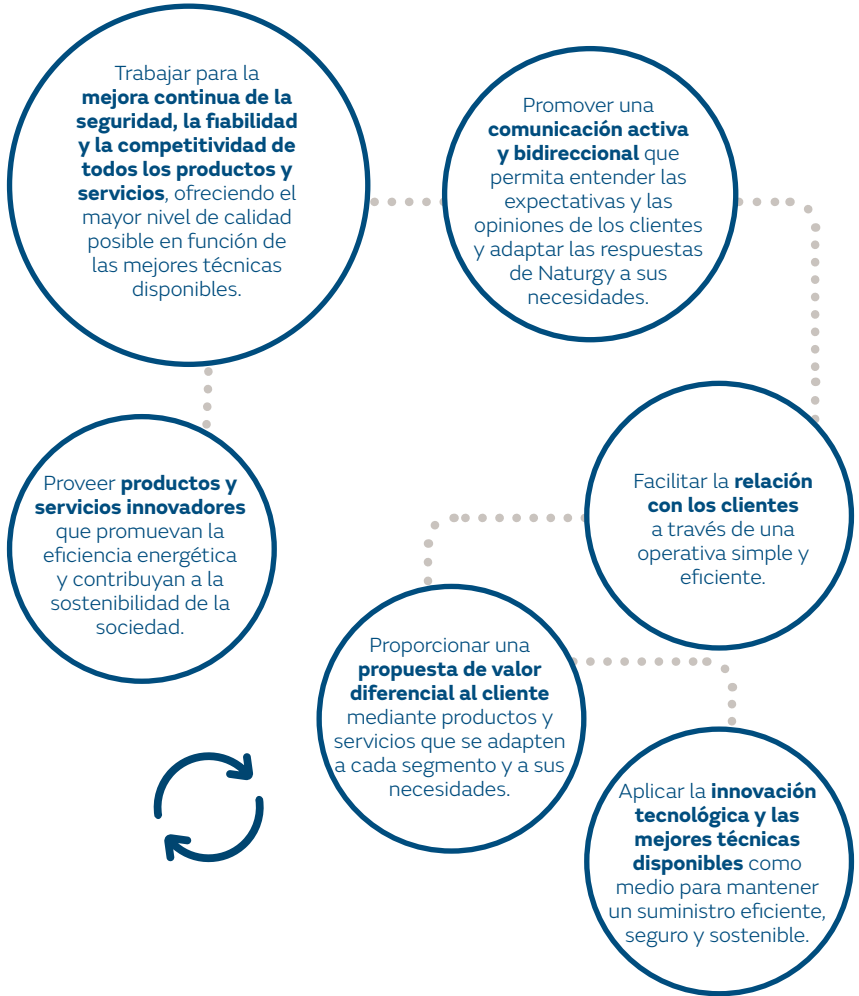 Trabajar para la
mejora continua de la
seguridad, la fiabilidad
y la competitividad de
todos los productos y
servicios, ofreciendo el
mayor nivel de calidad
posible en función de
las mejores técnicas
disponibles.
Promover una
comunicación activa
y bidireccional que
permita entender las
expectativas y las
opiniones de los clientes
y adaptar las respuestas
de Naturgy a sus
necesidades.
Proveer productos y
servicios innovadores
que promuevan la
eficiencia energética
y contribuyan a la
sostenibilidad de la
sociedad.
Facilitar la relación
con los clientes
a través de una
operativa simple y
eficiente.
Proporcionar una
propuesta de valor
diferencial al cliente
mediante productos y
servicios que se adapten
a cada segmento y a sus
necesidades.
Aplicar la innovación
tecnológica y las
mejores técnicas
disponibles como
medio para mantener
un suministro eficiente,
seguro y sostenible.